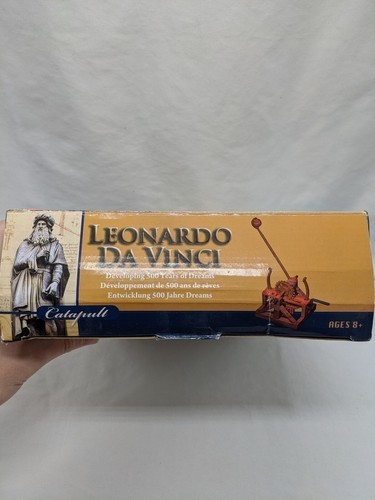 LEONARDO
DA VINCI
Developing 500 Years of Dreams
Développement de 500 ans de rêves
Entwicklung 500 Jahre Dreams
Catapult
AGES 8+